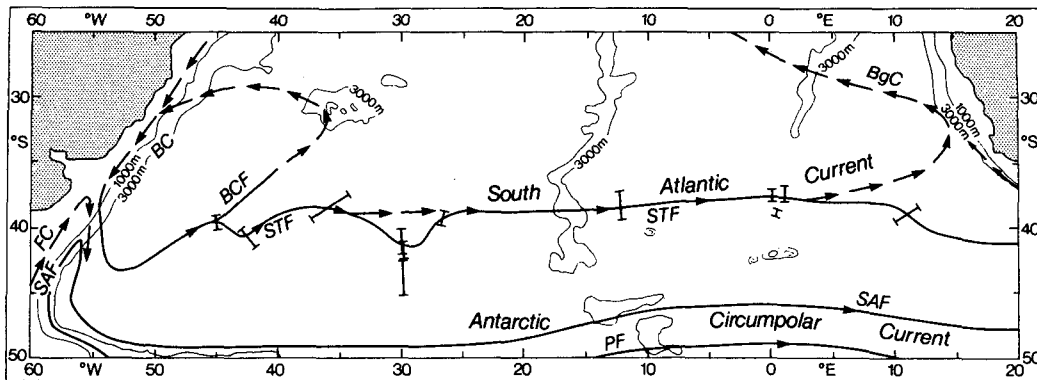 60 °W 50 40 30 20 10 0 °E 10 20
30 °S 40 50
30 °S 40 50
1000m
3000m
BC
FC
SAF
BCF
STF
3000m
3000m
3000m
BgC
1000m
3000m
South Atlantic Current
STF
SAF
Antarctic Circumpolar Current
PF
60 °W 50 40 30 20 10 0 °E 10 20